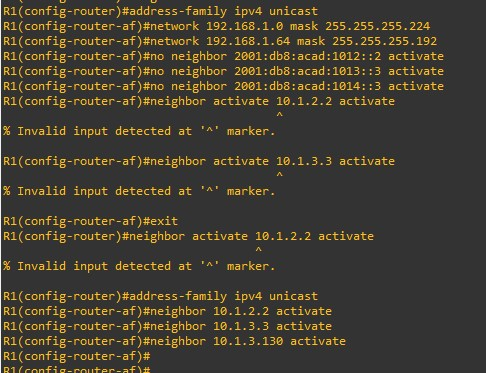 R1(config-router)#address-family ipv4 unicast
R1(config-router-af)#network 192.168.1.0 mask 255.255.255.224
R1(config-router-af)#network 192.168.1.64 mask 255.255.255.192
R1(config-router-af)#no neighbor 2001:db8:acad:1012::2 activate
R1(config-router-af)#no neighbor 2001:db8:acad:1013::3 activate
R1(config-router-af)#no neighbor 2001:db8:acad:1014::3 activate
R1(config-router-af)#neighbor activate 10.1.2.2 activate
^
% Invalid input detected at '^' marker.
R1(config-router-af)#neighbor activate 10.1.3.3 activate
^
% Invalid input detected at '^' marker.
R1(config-router-af)#exit
R1(config-router)#neighbor activate 10.1.2.2 activate
^
% Invalid input detected at '^' marker.
R1(config-router)#address-family ipv4 unicast
R1(config-router-af)#neighbor 10.1.2.2 activate
R1(config-router-af)#neighbor 10.1.3.3 activate
R1(config-router-af)#neighbor 10.1.3.130 activate
R1(config-router-af)#
R1(config-router-af)#